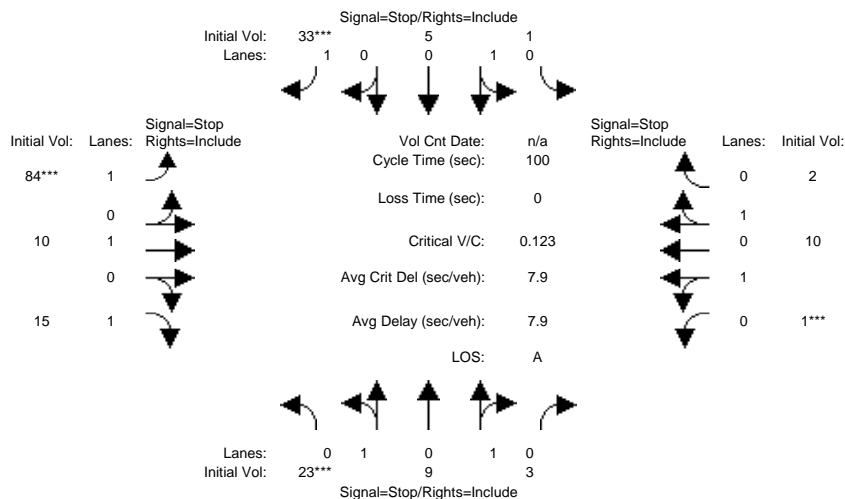 Signal=Stop/Rights=Include
Initial Vol: 33*** 5 1
Lanes: 1 0 0 1 0
Signal=Stop
Initial Vol: Lanes: Rights=Include
Vol Cnt Date: n/a
Signal=Stop
Rights=Include Lanes: Initial Vol:
Cycle Time (sec): 100
84*** 1
0 2
Loss Time (sec): 0
0
1
10 1
Critical V/C: 0.123
0 10
0
Avg Crit Del (sec/veh): 7.9
1
15 1
Avg Delay (sec/veh): 7.9
0 1***
LOS: A
Lanes: 0 1 0 1 0
Initial Vol: 23*** 9 3
Signal=Stop/Rights=Include